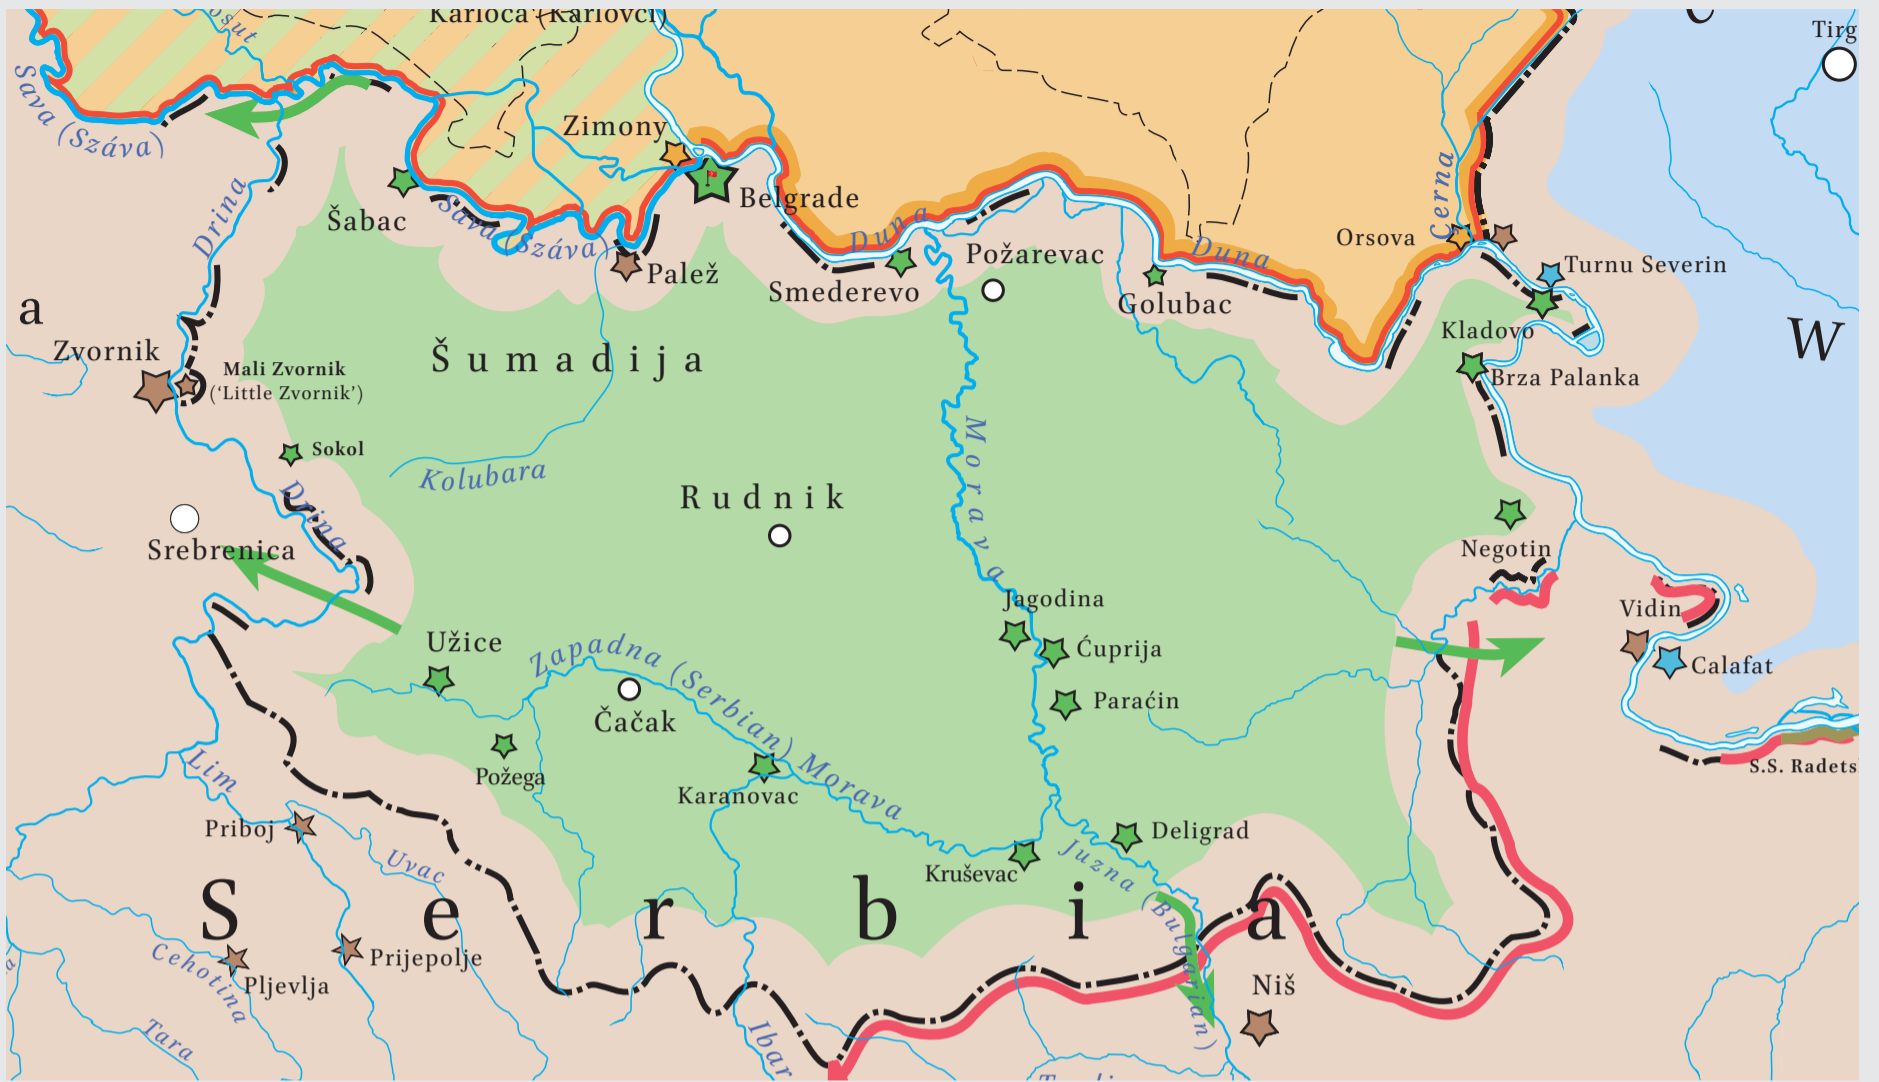 Karloca (Karlovci)
Tirg
Sava (Száva)
Zimony
Drina
Šabac
Sava (Száva)
Belgrade
Duna
Cerna
Orsova
Palež
Smederevo
Požarevac
Duna
Golubac
Turnu Severin
a
Zvornik
Mali Zvornik
(‘Little Zvornik’)
Šumadija
Kladovo
W
Brza Palanka
Sokol
Kolubara
Morava
Drina
Rudnik
Srebrenica
Negotin
Jagodina
Vidin
Užice
Zapadna (Serbian) Morava
Ćuprija
Calafat
Čačak
Paraćin
Lim
Požega
Karanovac
S.S. Radets
Priboj
Uvac
Deligrad
Kruševac
Juzna (Bulgarian)
Serbia
Cehotina
Prijepolje
Pljevlja
Niš
Tara
Ibar